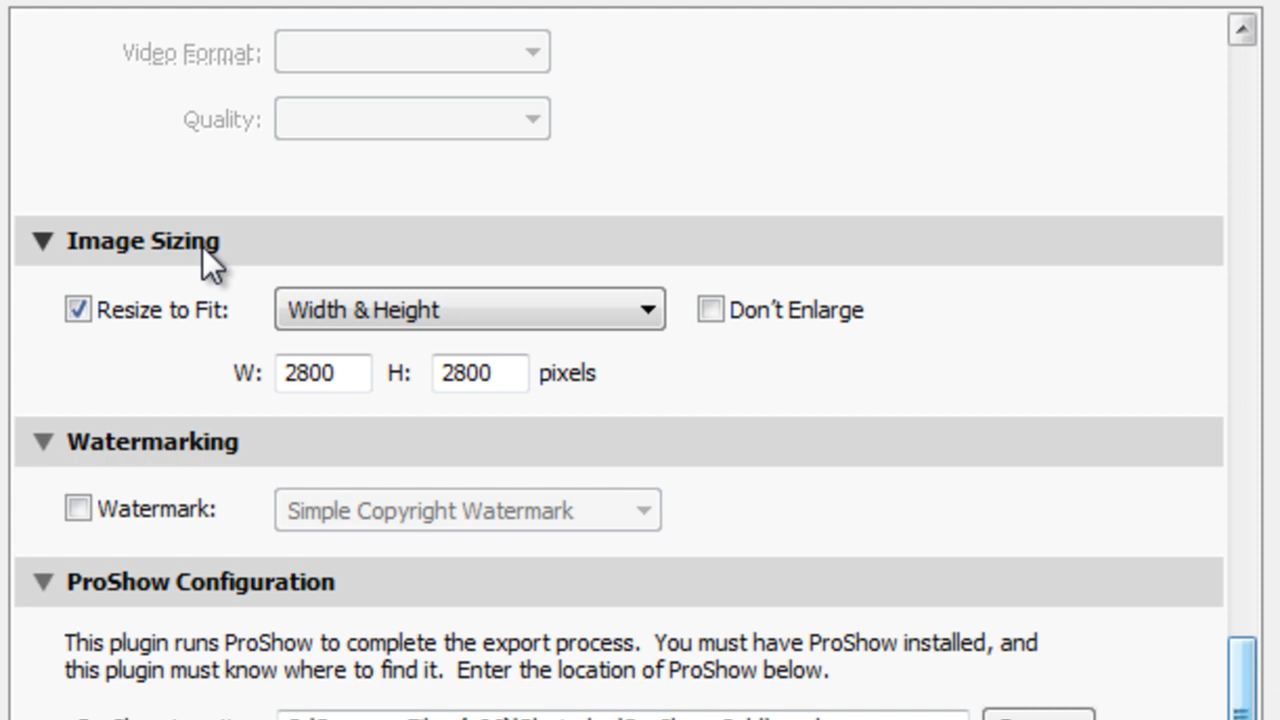 Video Format:
Quality:
Image Sizing
Resize to Fit: Width & Height Don't Enlarge
W: 2800 H: 2800 pixels
Watermarking
Watermark: Simple Copyright Watermark
ProShow Configuration
This plugin runs ProShow to complete the export process. You must have ProShow installed, and
this plugin must know where to find it. Enter the location of ProShow below.